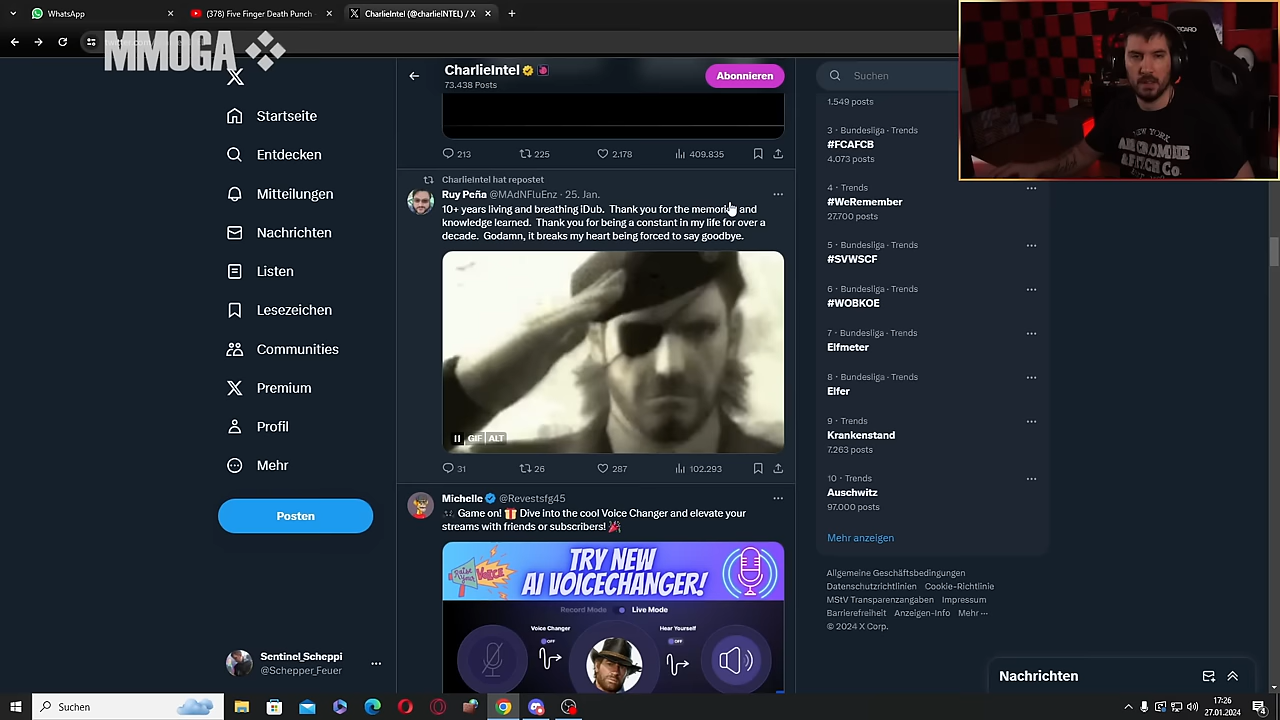 WhatsApp
(378) Five Finger Death Punch
CharlieIntel (@charlieINTEL) / X
MMOGA
CharlieIntel
73.438 Posts
Abonnieren
Suchen
Startseite
Entdecken
Mitteilungen
Nachrichten
Listen
Lesezeichen
Communities
Premium
Profil
Mehr
Posten
Sentinel_Scheppi
@Schepper_Feuer
213
225
2.178
409.835
CharlieIntel hat repostet
Ruy Peña @MAdNFluEnz · 25. Jan.
10+ years living and breathing IDub. Thank you for the memories and
knowledge learned. Thank you for being a constant in my life for over a
decade. Godamn, it breaks my heart being forced to say goodbye.
GIF ALT
31
26
287
102.293
Michelle @Revestsfg45
Game on! Dive into the cool Voice Changer and elevate your
streams with friends or subscribers!
TRY NEW
AI VOICECHANGER!
Record Mode
Live Mode
Voice Changer
OFF
Hear Yourself
OFF
1.549 posts
3 · Bundesliga · Trends
#FCAFCB
4.073 posts
4 · Trends
#WeRemember
27.700 posts
5 · Bundesliga · Trends
#SVWSCF
6 · Bundesliga · Trends
#WOBKOE
7 · Bundesliga · Trends
Elfmeter
8 · Bundesliga · Trends
Elfer
9 · Trends
Krankenstand
7.263 posts
10 · Trends
Auschwitz
97.000 posts
Mehr anzeigen
Allgemeine Geschäftsbedingungen
Datenschutzrichtlinien Cookie-Richtlinie
MStV Transparenzangaben Impressum
Barrierefreiheit Anzeigen-Info Mehr ···
© 2024 X Corp.
Nachrichten
NEW YORK
Suchen
17:26
27.01.2024